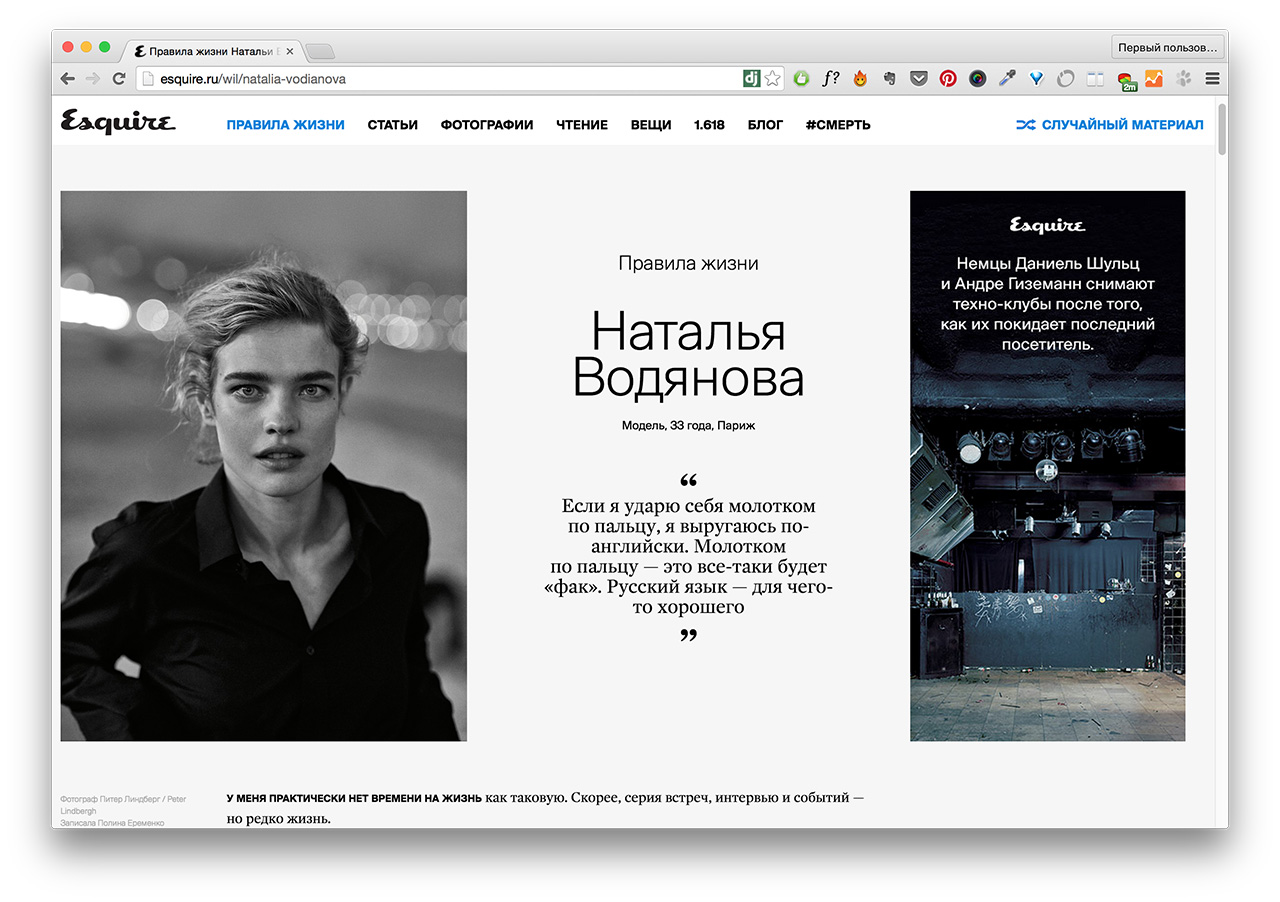 Правила жизни Натальи
Первый пользов...
esquire.ru/wil/natalia-vodianova
dj
f?
2m
Esquire
ПРАВИЛА ЖИЗНИ
СТАТЬИ
ФОТОГРАФИИ
ЧТЕНИЕ
ВЕЩИ
1.618
БЛОГ
#СМЕРТЬ
СЛУЧАЙНЫЙ МАТЕРИАЛ
Правила жизни
Наталья
Водянова
Модель, 33 года, Париж
“
Если я ударю себя молотком
по пальцу, я выругаюсь по-
английски. Молотком
по пальцу — это все-таки будет
«фак». Русский язык — для чего-
то хорошего
”
Esquire
Немцы Даниель Шульц
и Андре Гиземанн снимают
техно-клубы после того,
как их покидает последний
посетитель.
Фотограф Питер Линдберг / Peter
Lindbergh
Записала Полина Еременко
У МЕНЯ ПРАКТИЧЕСКИ НЕТ ВРЕМЕНИ НА ЖИЗНЬ как таковую. Скорее, серия встреч, интервью и событий —
но редко жизнь.